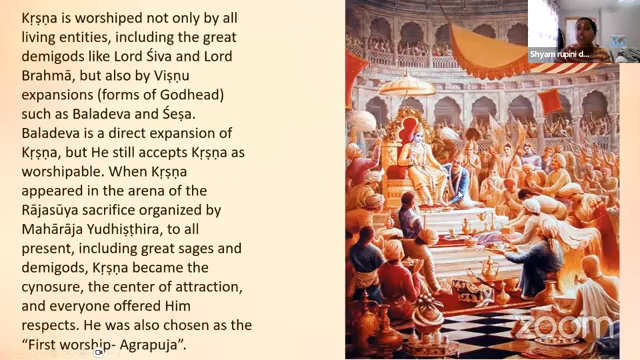 Kṛṣṇa is worshiped not only by all
living entities, including the great
demigods like Lord Śiva and Lord
Brahmā, but also by Viṣṇu
expansions (forms of Godhead)
such as Baladeva and Śeṣa.
Baladeva is a direct expansion of
Kṛṣṇa, but He still accepts Kṛṣṇa as
worshipable. When Kṛṣṇa
appeared in the arena of the
Rājasūya sacrifice organized by
Mahārāja Yudhiṣṭhira, to all
present, including great sages and
demigods, Kṛṣṇa became the
cynosure, the center of attraction,
and everyone offered Him
respects. He was also chosen as the
“First worship- Agrapuja”.
Shyam rupini d...
zoom